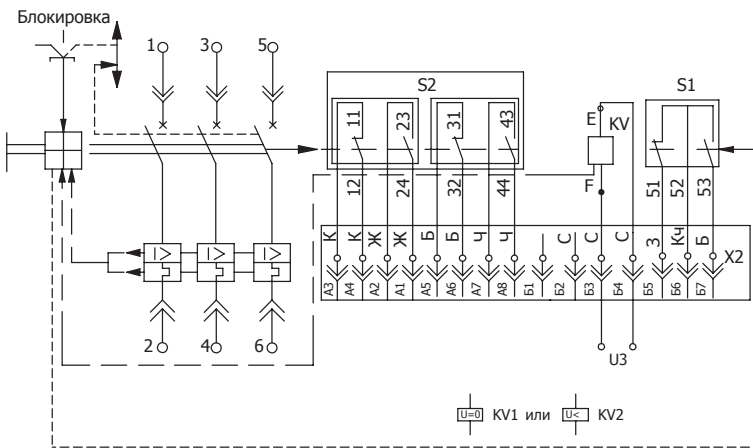 Блокировка
1 3 5
S2
S1
11 23 31 43
E KV
F
12 24 32 44
51 52 53
I> I> I>
К К Ж Ж Б Б Ч Ч С С С З Кч Б
X2
А3 А4 А2 А1 А5 А6 А7 А8 Б1 Б2 Б3 Б4 Б5 Б6 Б7
2 4 6
U3
U=0 KV1 или U< KV2